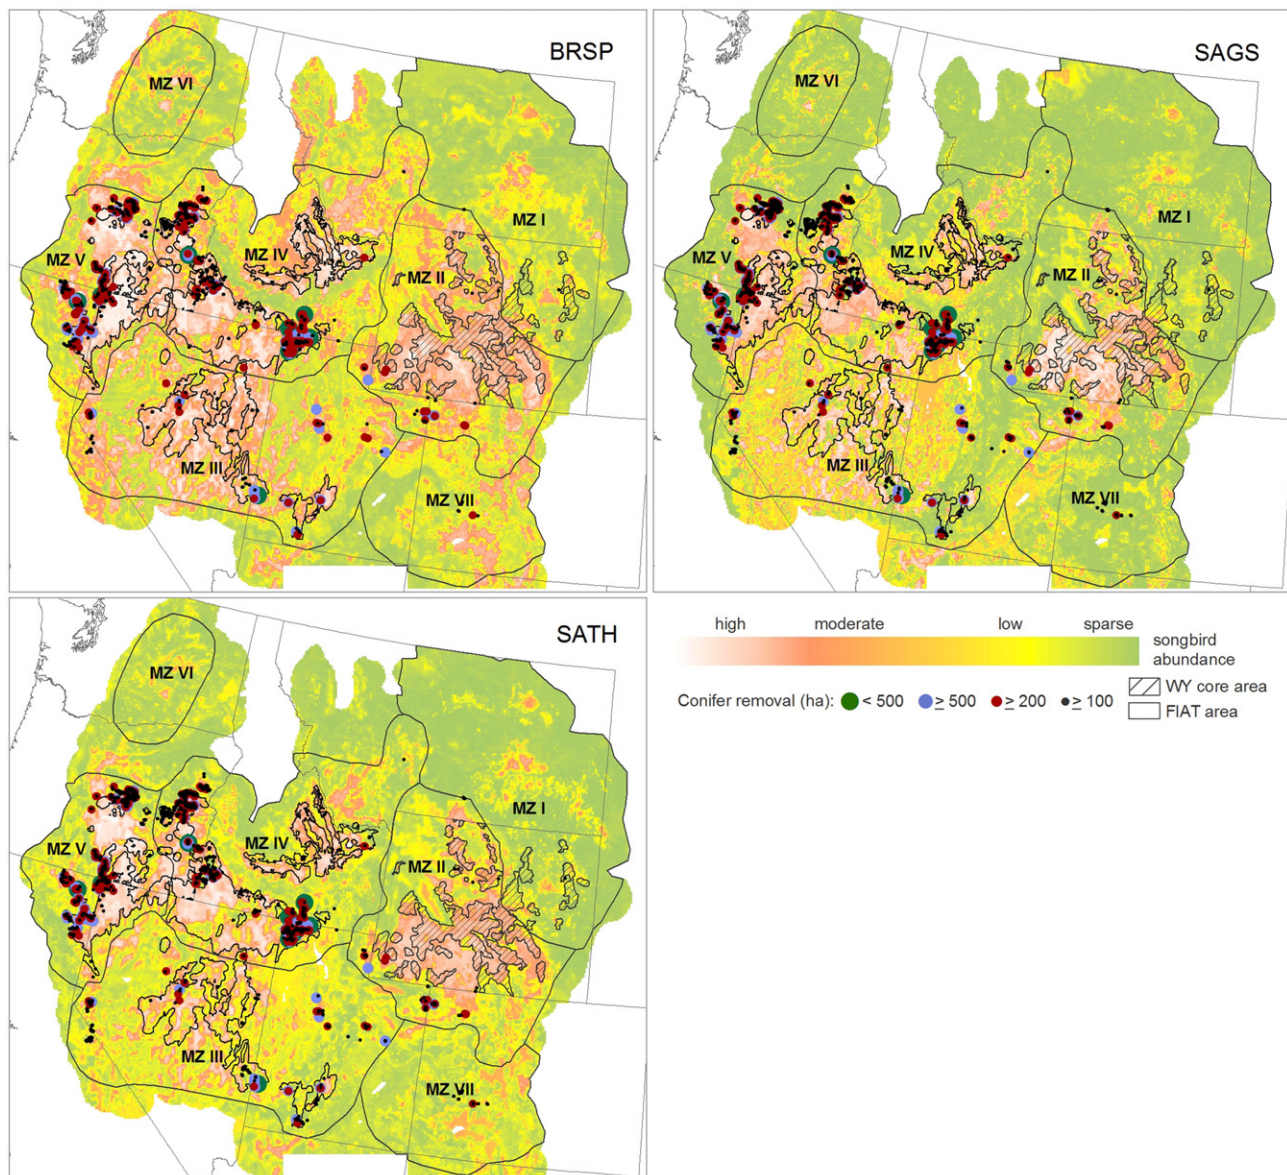 BRSP
MZ VI
MZ I
MZ V
MZ IV
MZ II
MZ III
MZ VII
SAGS
MZ VI
MZ I
MZ V
MZ IV
MZ II
MZ III
MZ VII
SATH
MZ VI
MZ I
MZ V
MZ IV
MZ II
MZ III
MZ VII
high moderate low sparse
songbird
abundance
Conifer removal (ha): < 500 ≥ 500 ≥ 200 ≥ 100 WY core area
FIAT area